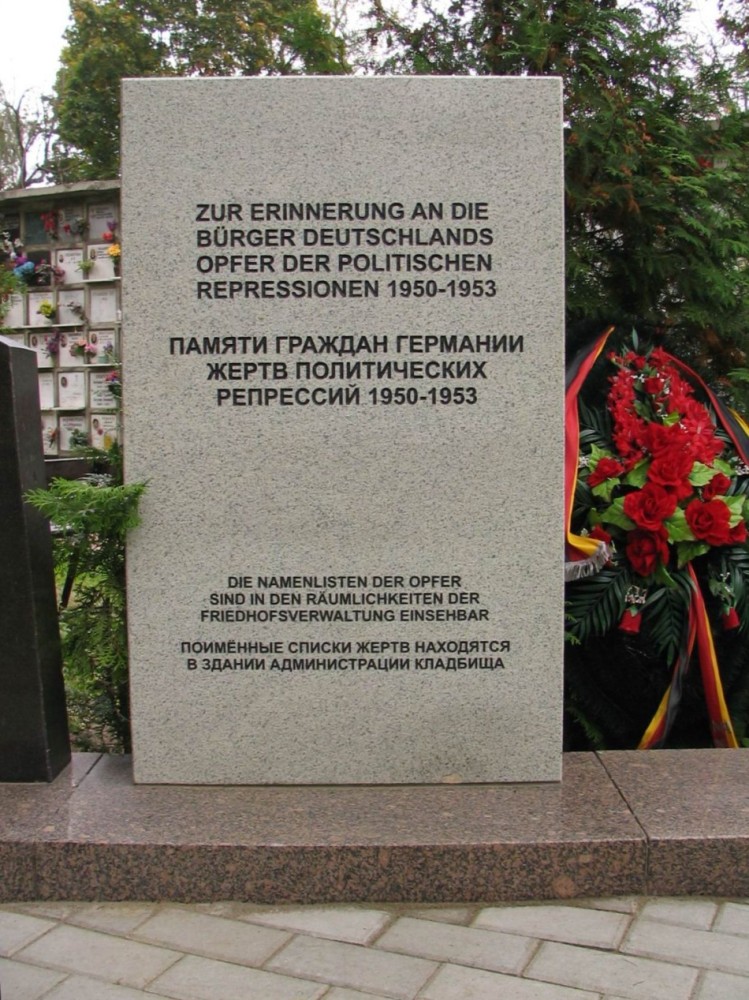 ZUR ERINNERUNG AN DIE
BÜRGER DEUTSCHLANDS
OPFER DER POLITISCHEN
REPRESSIONEN 1950-1953
ПАМЯТИ ГРАЖДАН ГЕРМАНИИ
ЖЕРТВ ПОЛИТИЧЕСКИХ
РЕПРЕССИЙ 1950-1953
DIE NAMENLISTEN DER OPFER
SIND IN DEN RÄUMLICHKEITEN DER
FRIEDHOFSVERWALTUNG EINSEHBAR
ПОИМЁННЫЕ СПИСКИ ЖЕРТВ НАХОДЯТСЯ
В ЗДАНИИ АДМИНИСТРАЦИИ КЛАДБИЩА